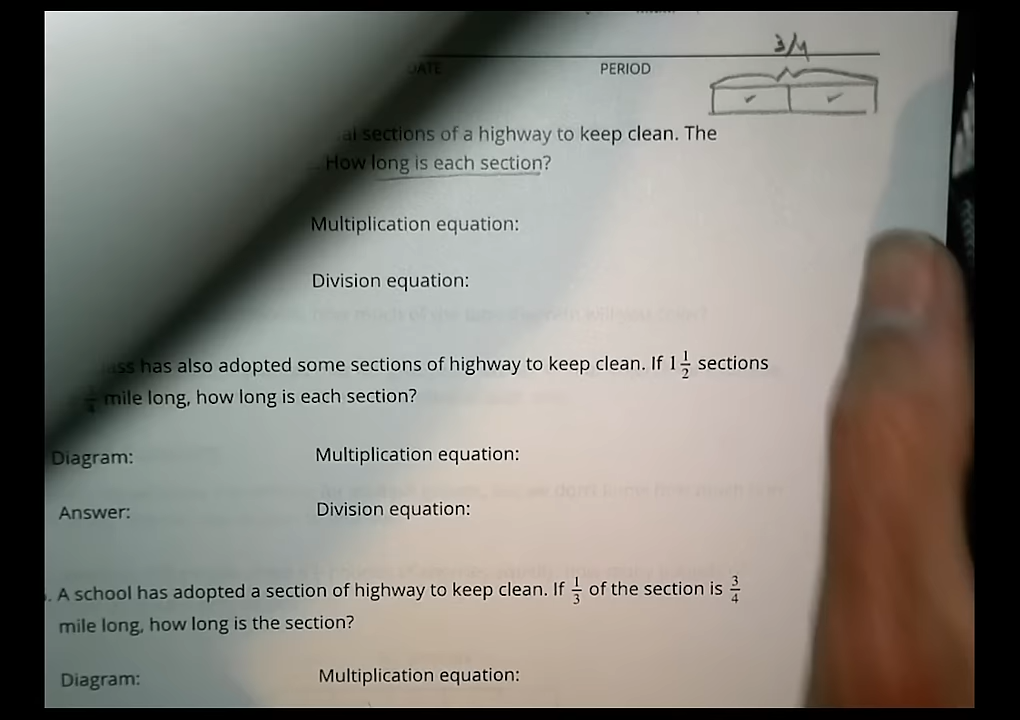 3/4
DATE PERIOD
al sections of a highway to keep clean. The
How long is each section?
Multiplication equation:
Division equation:
ass has also adopted some sections of highway to keep clean. If 1 1/2 sections
mile long, how long is each section?
Diagram: Multiplication equation:
Answer: Division equation:
. A school has adopted a section of highway to keep clean. If 1/3 of the section is 3/4
mile long, how long is the section?
Diagram: Multiplication equation: